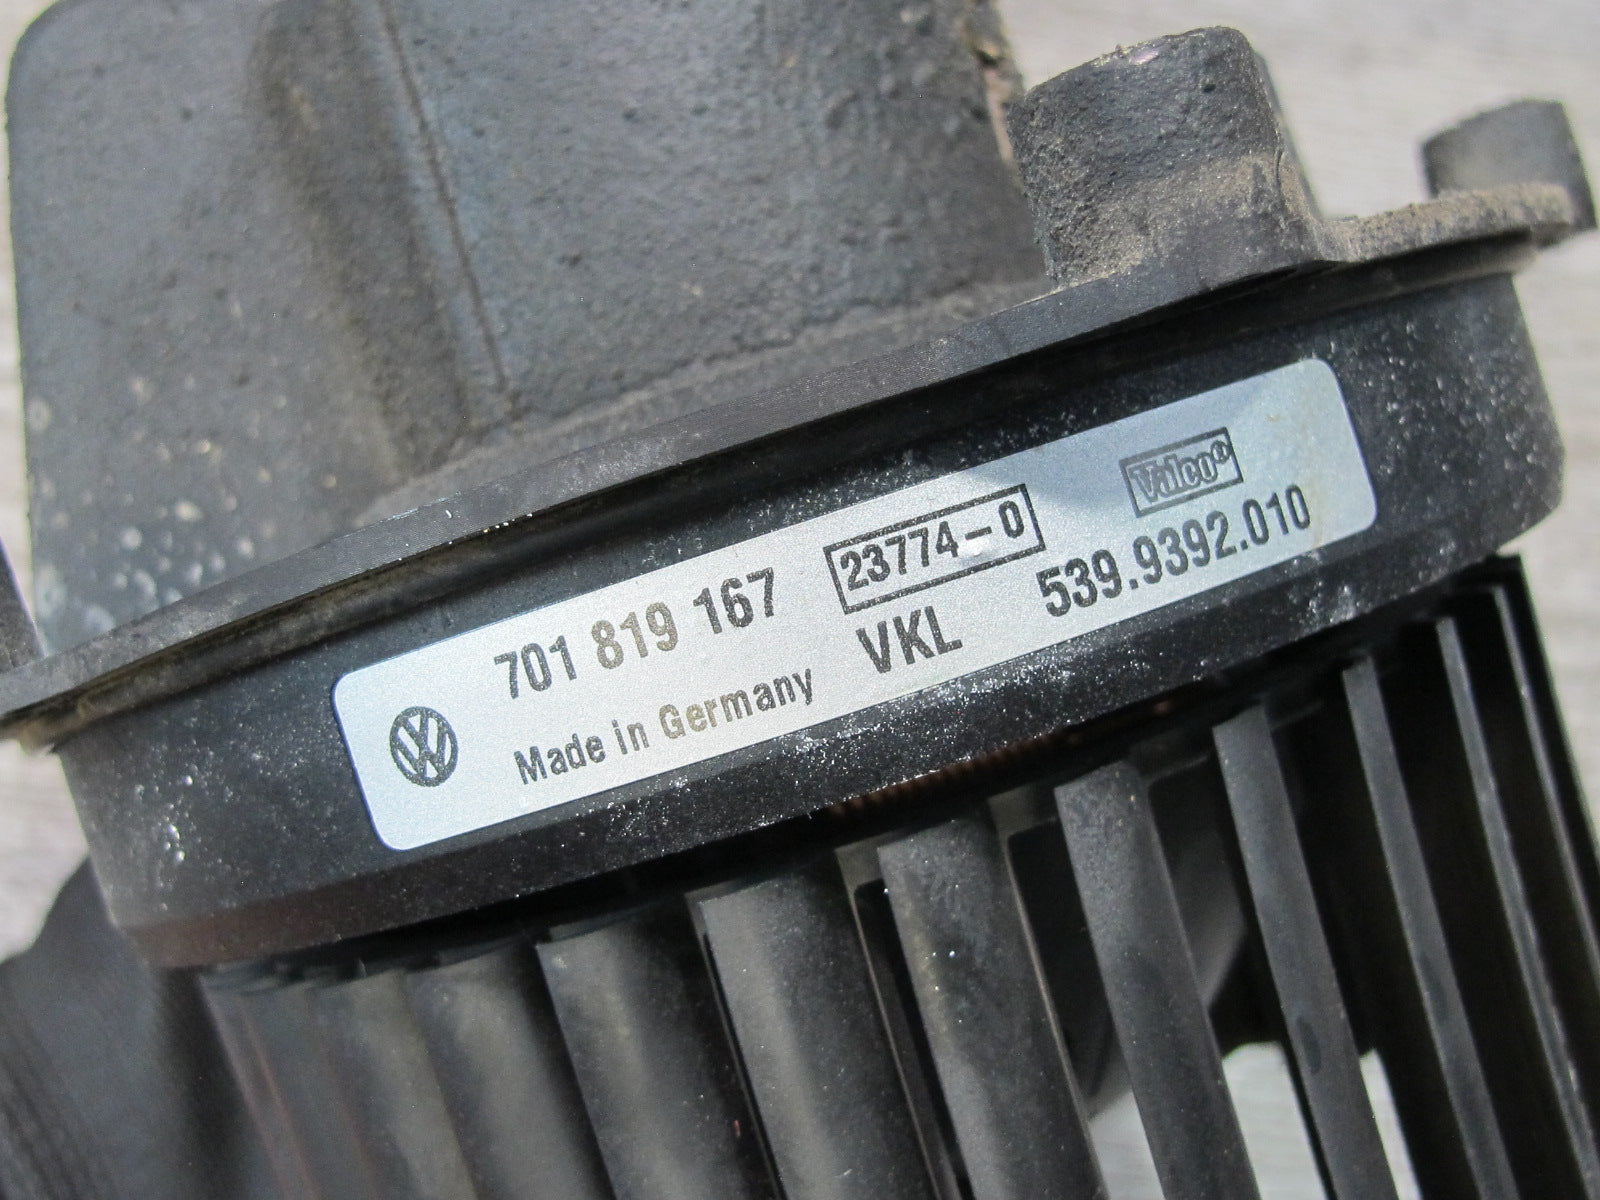 701 819 167 23774-0 Valeo®
Made in Germany VKL 539.9392.010